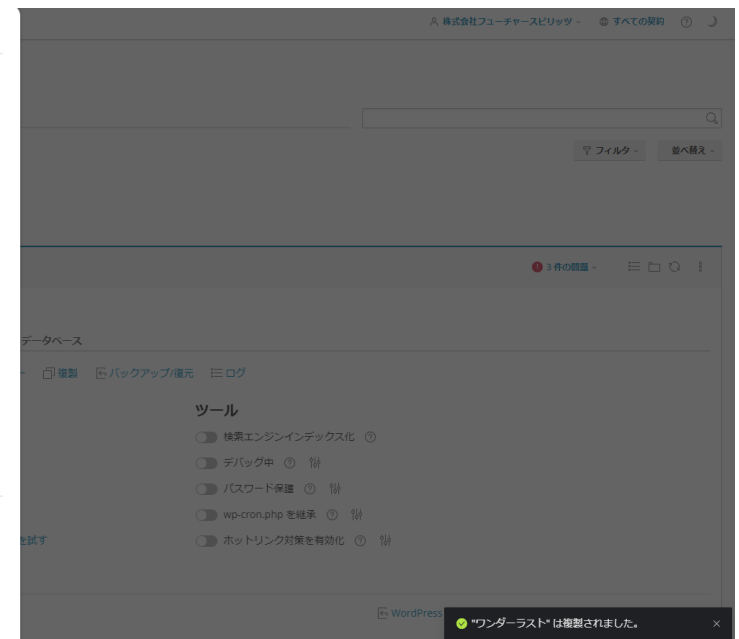 株式会社フューチャースピリッツ すべての契約
フィルタ 並べ替え
3 件の問題
データベース
複製 バックアップ/復元 ログ
ツール
検索エンジンインデックス化
デバッグ中
パスワード保護
wp-cron.php を継承
ホットリンク対策を有効化
を試す
WordPress
"ワンダーラスト" は複製されました。